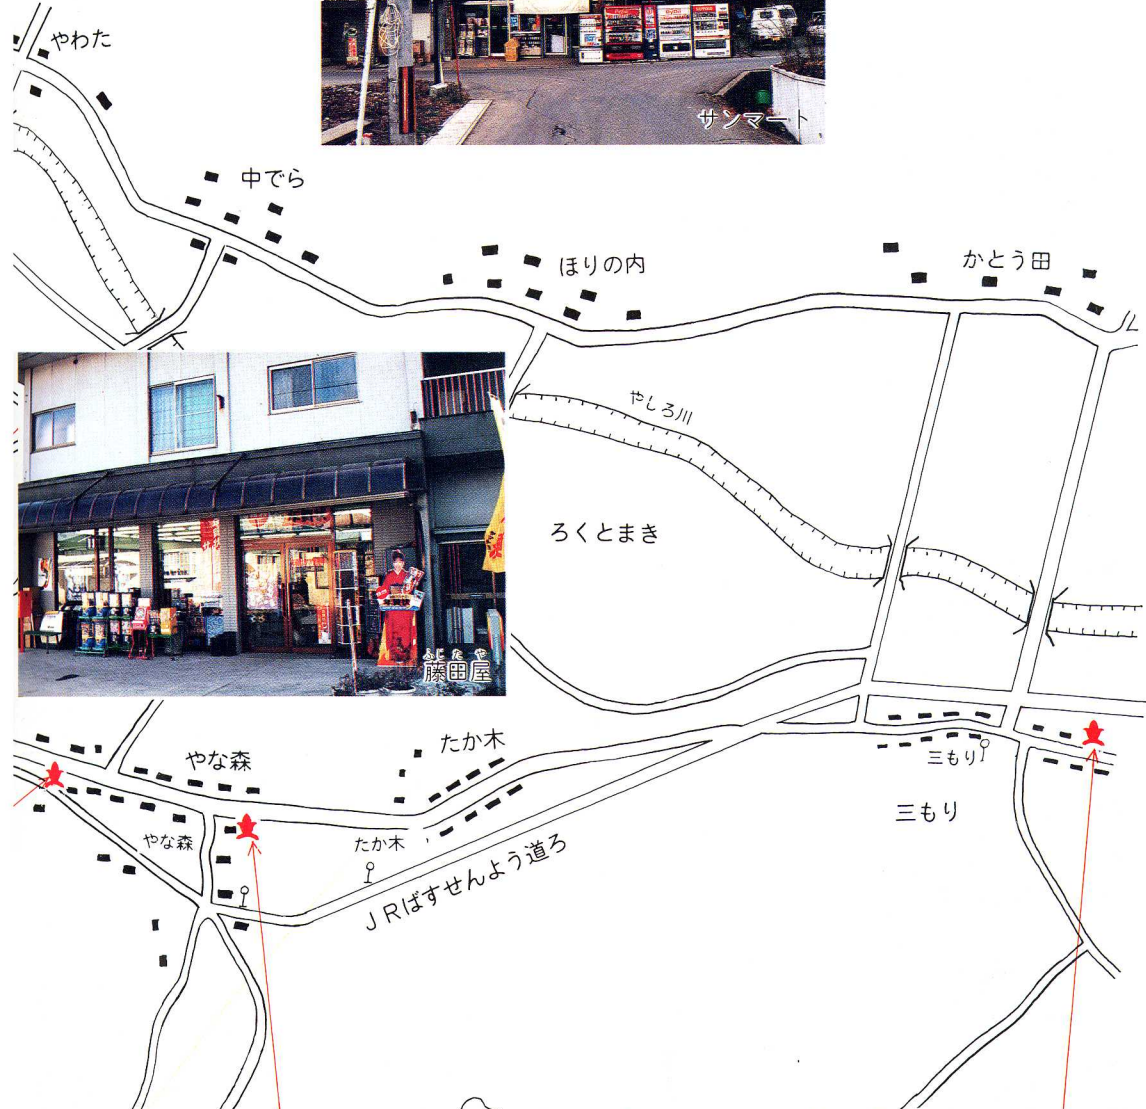 やわた
サンマート
中でら
ほりの内
かとう田
やしろ川
ろくとまき
ふじたや
藤田屋
たか木
やな森
三もり
三もり
やな森
たか木
JRばすせんよう道ろ